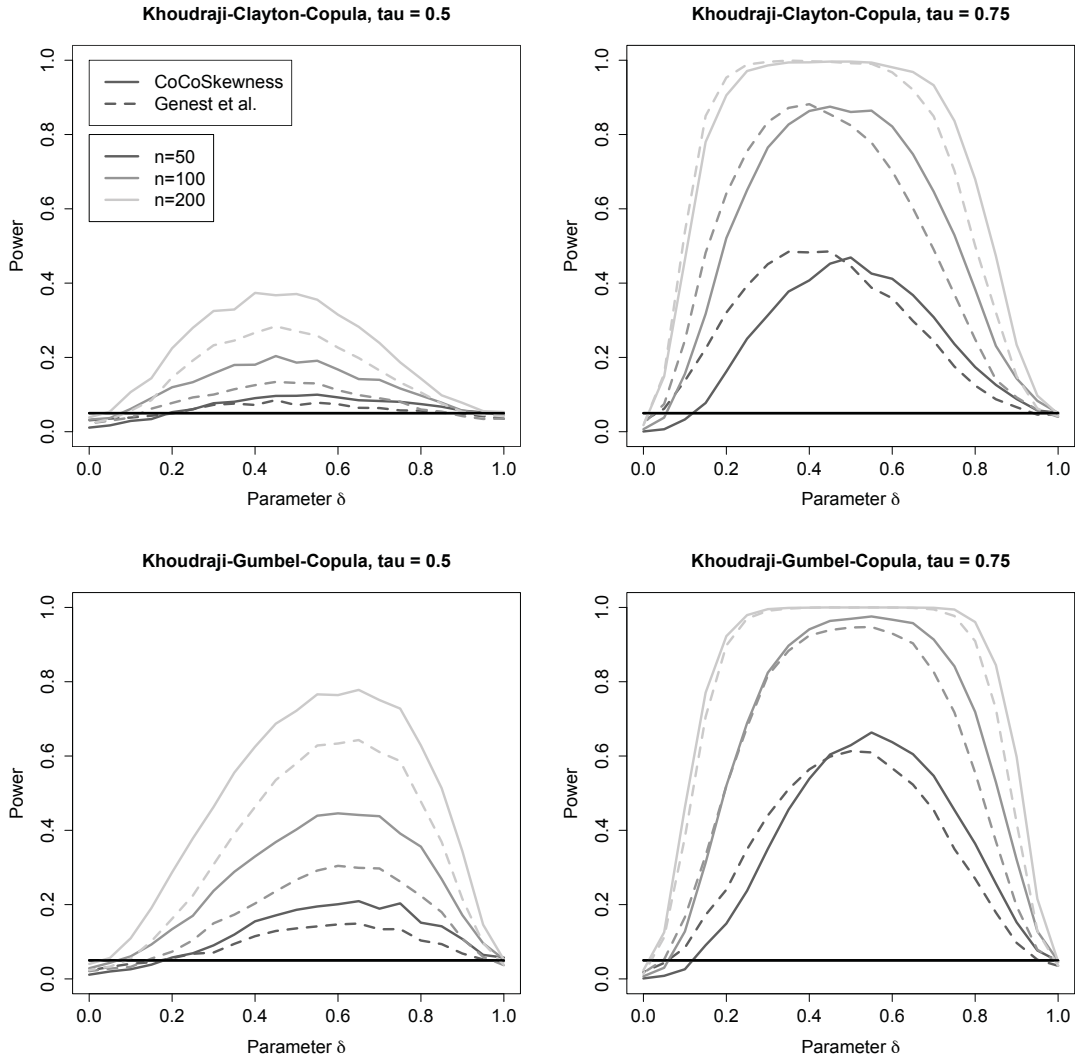 Khoudraji-Clayton-Copula, tau = 0.5
1.0
0.8
0.6
0.4
0.2
0.0
Power
CoCoSkewness
Genest et al.
n=50
n=100
n=200
0.0 0.2 0.4 0.6 0.8 1.0
Parameter δ
Khoudraji-Clayton-Copula, tau = 0.75
1.0
0.8
0.6
0.4
0.2
0.0
Power
0.0 0.2 0.4 0.6 0.8 1.0
Parameter δ
Khoudraji-Gumbel-Copula, tau = 0.5
1.0
0.8
0.6
0.4
0.2
0.0
Power
0.0 0.2 0.4 0.6 0.8 1.0
Parameter δ
Khoudraji-Gumbel-Copula, tau = 0.75
1.0
0.8
0.6
0.4
0.2
0.0
Power
0.0 0.2 0.4 0.6 0.8 1.0
Parameter δ